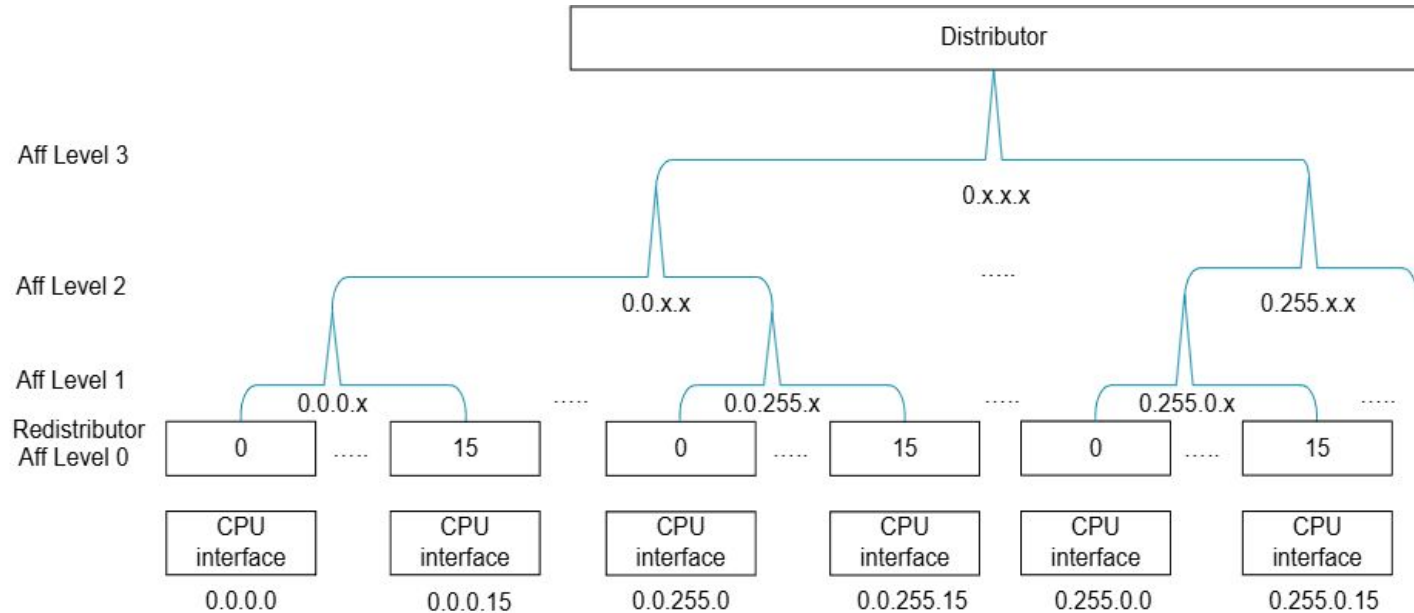 Distributor
Aff Level 3
0.x.x.x
Aff Level 2
.....
0.0.x.x
0.255.x.x
Aff Level 1
0.0.0.x
.....
0.0.255.x
.....
0.255.0.x
.....
Redistributor
Aff Level 0
0
.....
15
0
.....
15
0
.....
15
CPU
interface
CPU
interface
CPU
interface
CPU
interface
CPU
interface
CPU
interface
0.0.0.0
0.0.0.15
0.0.255.0
0.0.255.15
0.255.0.0
0.255.0.15